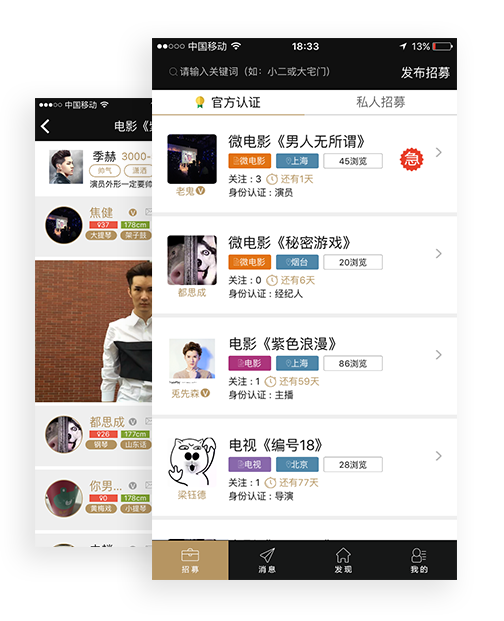 中国移动
18:33
13%
请输入关键词（如：小二或大宅门）
发布招募
官方认证
私人招募
微电影《男人无所谓》
微电影
上海
45浏览
急
关注：3
还有1天
老鬼 V
身份认证：演员
微电影《秘密游戏》
微电影
烟台
20浏览
关注：0
还有6天
都思成
身份认证：经纪人
电影《紫色浪漫》
电影
上海
86浏览
关注：1
还有59天
兎先森 V
身份认证：主播
电视《编号18》
电视
北京
28浏览
关注：1
还有77天
梁钰德
身份认证：导演
招募
消息
发现
我的
中国移动
电影《
季赫
3000-
帅气
潇洒
演员外形一定要帅
焦健 V
937
178cm
大提琴
架子鼓
都思成 V
926
177cm
钢琴
山东话
你男... V
90
178cm
黄梅戏
小提琴